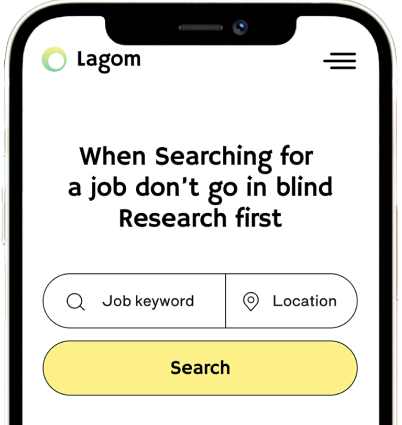 Lagom
When Searching for
a job don't go in blind
Research first
Job keyword
Location
Search